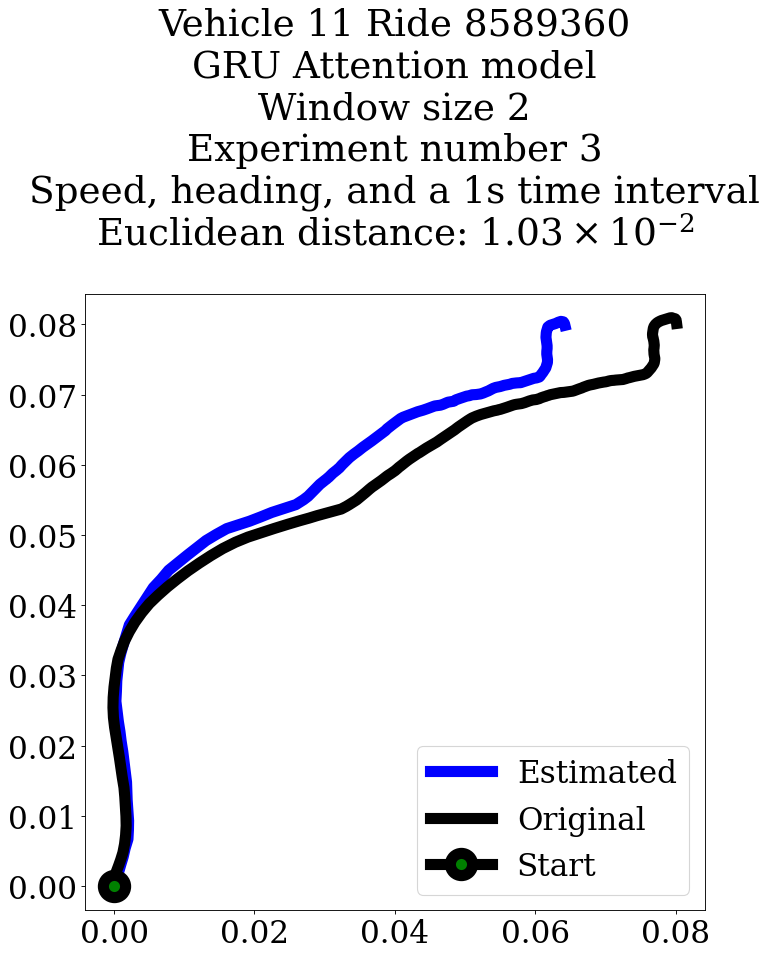 Vehicle 11 Ride 8589360
GRU Attention model
Window size 2
Experiment number 3
Speed, heading, and a 1s time interval
Euclidean distance: 1.03 × 10⁻²
0.08
0.07
0.06
0.05
0.04
0.03
0.02
0.01
0.00
Estimated
Original
Start
0.00 0.02 0.04 0.06 0.08